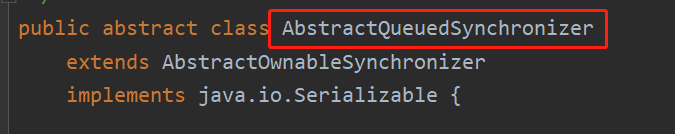 public abstract class AbstractQueuedSynchronizer
extends AbstractOwnableSynchronizer
implements java.io.Serializable {